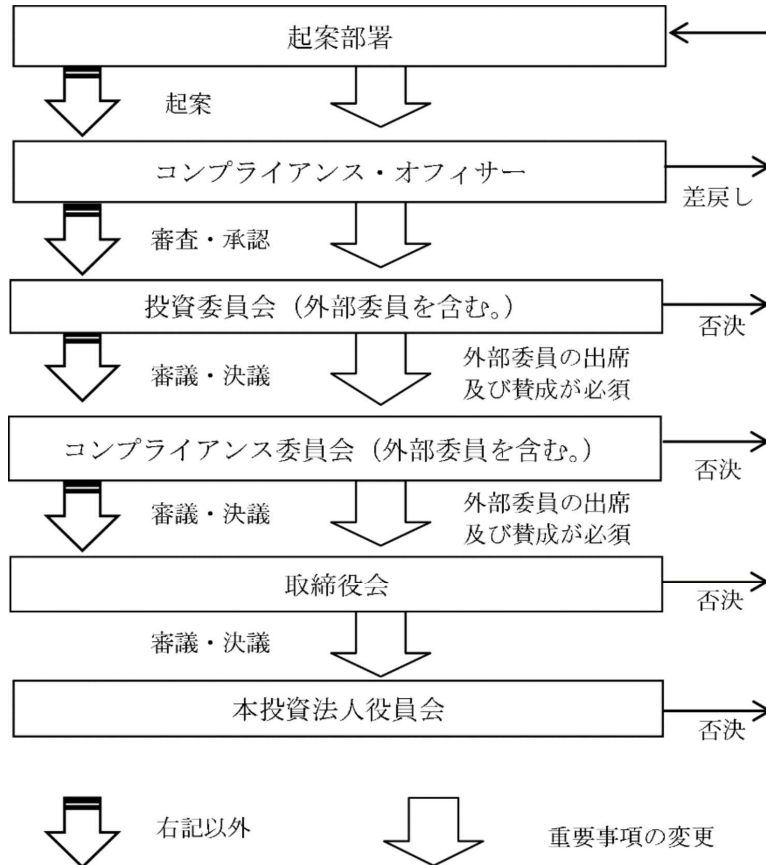 起案部署
起案
コンプライアンス・オフィサー
差戻し
審査・承認
投資委員会（外部委員を含む。）
否決
審議・決議
外部委員の出席
及び賛成が必須
コンプライアンス委員会（外部委員を含む。）
否決
審議・決議
外部委員の出席
及び賛成が必須
取締役会
否決
審議・決議
本投資法人役員会
否決
右記以外
重要事項の変更